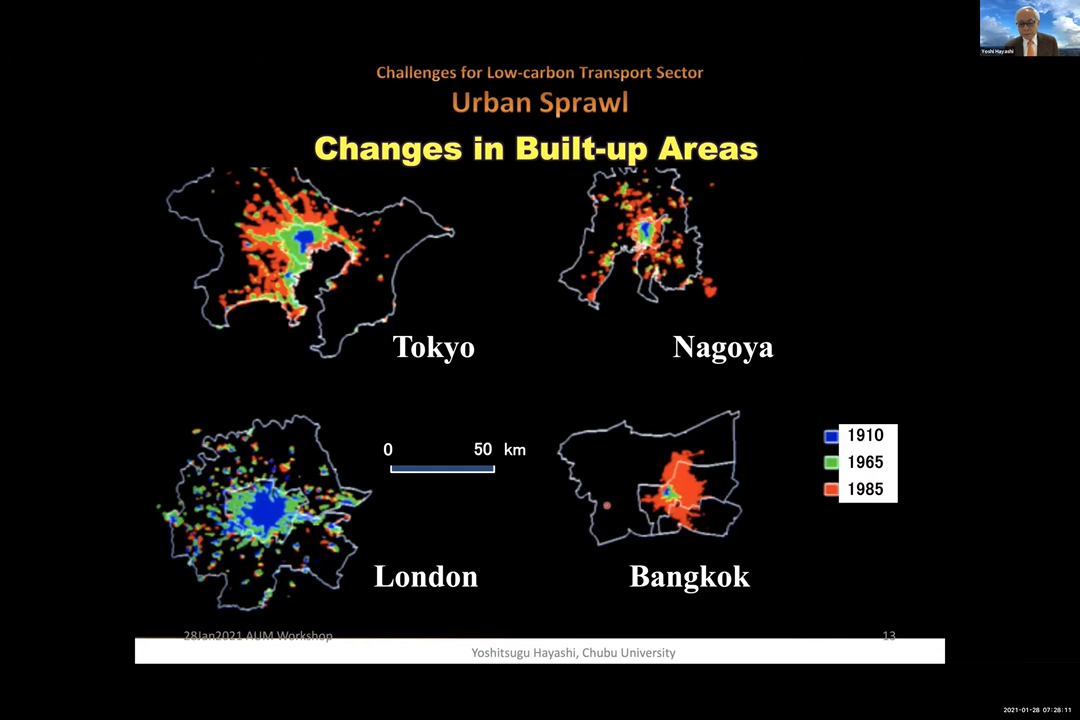 Yoshi Hayashi
Challenges for Low-carbon Transport Sector
Urban Sprawl
Changes in Built-up Areas
Tokyo
Nagoya
0 50 km
1910
1965
1985
London
Bangkok
28Jan2021 AUM Workshop
13
Yoshitsugu Hayashi, Chubu University
2021-01-28 07:28:11